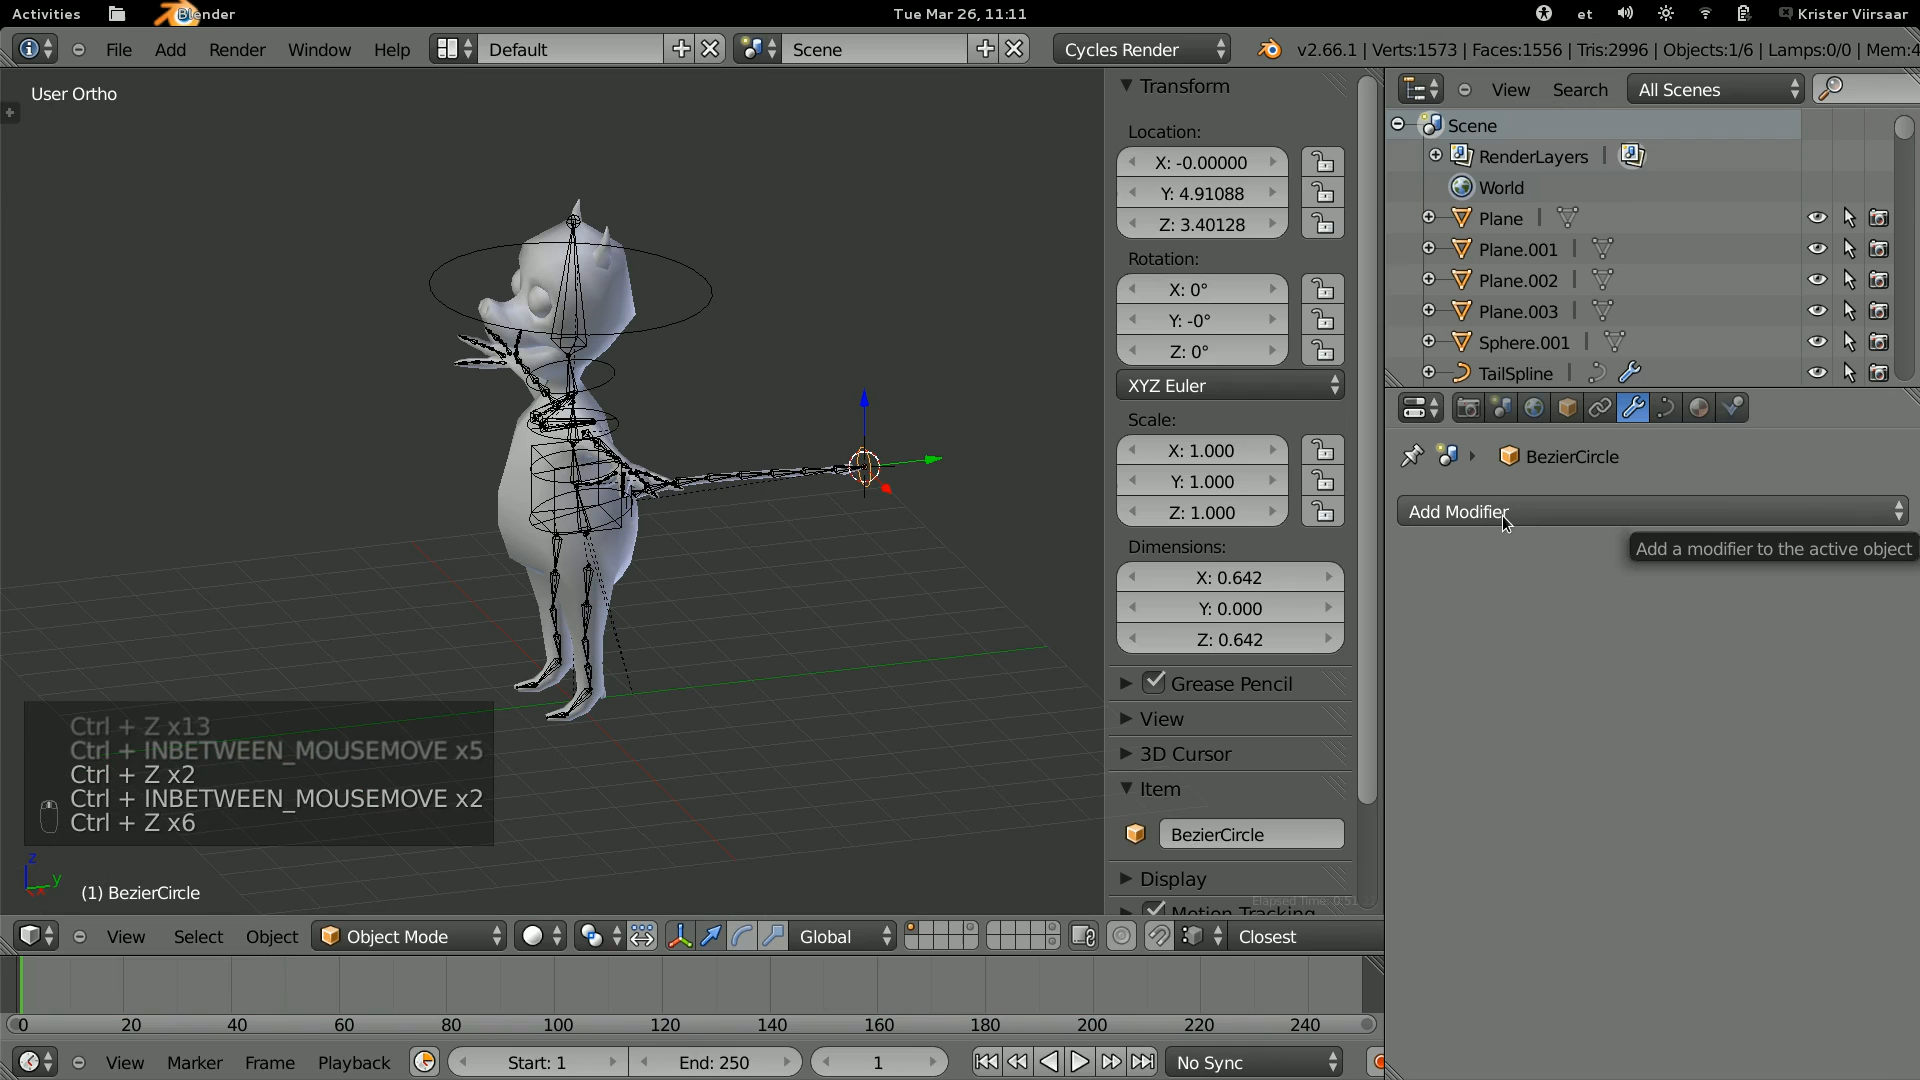 Activities Blender Tue Mar 26, 11:11 et Krister Viirsaar
File Add Render Window Help Default Scene Cycles Render v2.66.1 | Verts:1573 | Faces:1556 | Tris:2996 | Objects:1/6 | Lamps:0/0 | Mem:4
User Ortho
Transform
Location:
X: -0.00000
Y: 4.91088
Z: 3.40128
Rotation:
X: 0°
Y: -0°
Z: 0°
XYZ Euler
Scale:
X: 1.000
Y: 1.000
Z: 1.000
Dimensions:
X: 0.642
Y: 0.000
Z: 0.642
Grease Pencil
View
3D Cursor
Item
BezierCircle
Display
Motion Tracking
Elapsed Time: 0:51
View Search All Scenes
Scene
RenderLayers |
World
Plane |
Plane.001 |
Plane.002 |
Plane.003 |
Sphere.001 |
TailSpline |
BezierCircle
Add Modifier
Add a modifier to the active object
Ctrl + Z x13
Ctrl + INBETWEEN_MOUSEMOVE x5
Ctrl + Z x2
Ctrl + INBETWEEN_MOUSEMOVE x2
Ctrl + Z x6
z
y
(1) BezierCircle
View Select Object Object Mode Global Closest
0 20 40 60 80 100 120 140 160 180 200 220 240
View Marker Frame Playback Start: 1 End: 250 1 No Sync